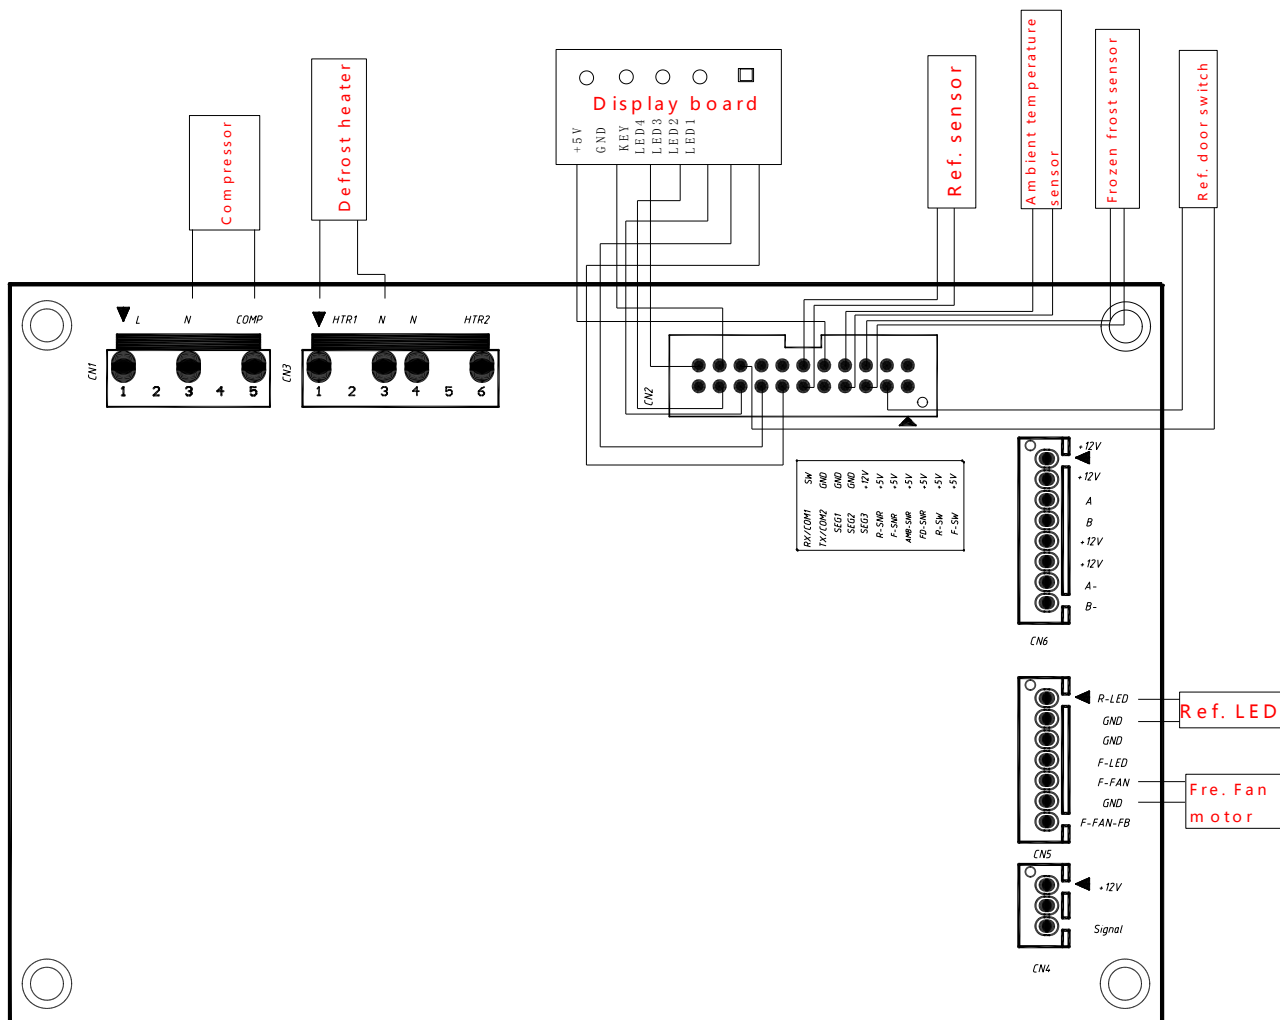 Compressor
Defrost heater
Display board
+5V
GND
KEY
LED4
LED3
LED2
LED1
Ref. sensor
Ambient temperature
sensor
Frozen frost sensor
Ref. door switch
L
N
COMP
HTR1
N
N
HTR2
CN1
1 2 3 4 5
CN3
1 2 3 4 5 6
CN2
RX/COM1 SW
TX/COM2 GND
SEG1 GND
SEG2 GND
SEG3 +12V
R-SNR +5V
F-SNR +5V
AMB-SNR +5V
FD-SNR +5V
R-SW +5V
F-SW +5V
+12V
+12V
A
B
+12V
+12V
A-
B-
CN6
R-LED
GND
GND
F-LED
F-FAN
GND
F-FAN-FB
CN5
Ref. LED
Fre. Fan
motor
+12V
Signal
CN4